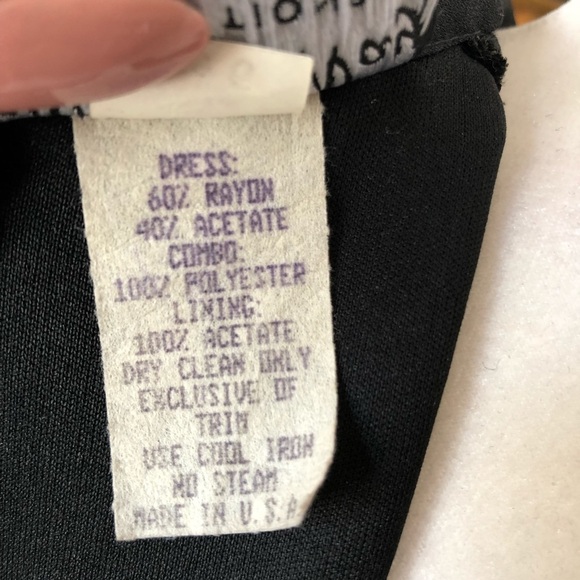 DRESS:
60% RAYON
40% ACETATE
COMBO:
100% POLYESTER
LINING:
100% ACETATE
DRY CLEAN ONLY
EXCLUSIVE OF
TRIM
USE COOL IRON
NO STEAM
MADE IN U.S.A